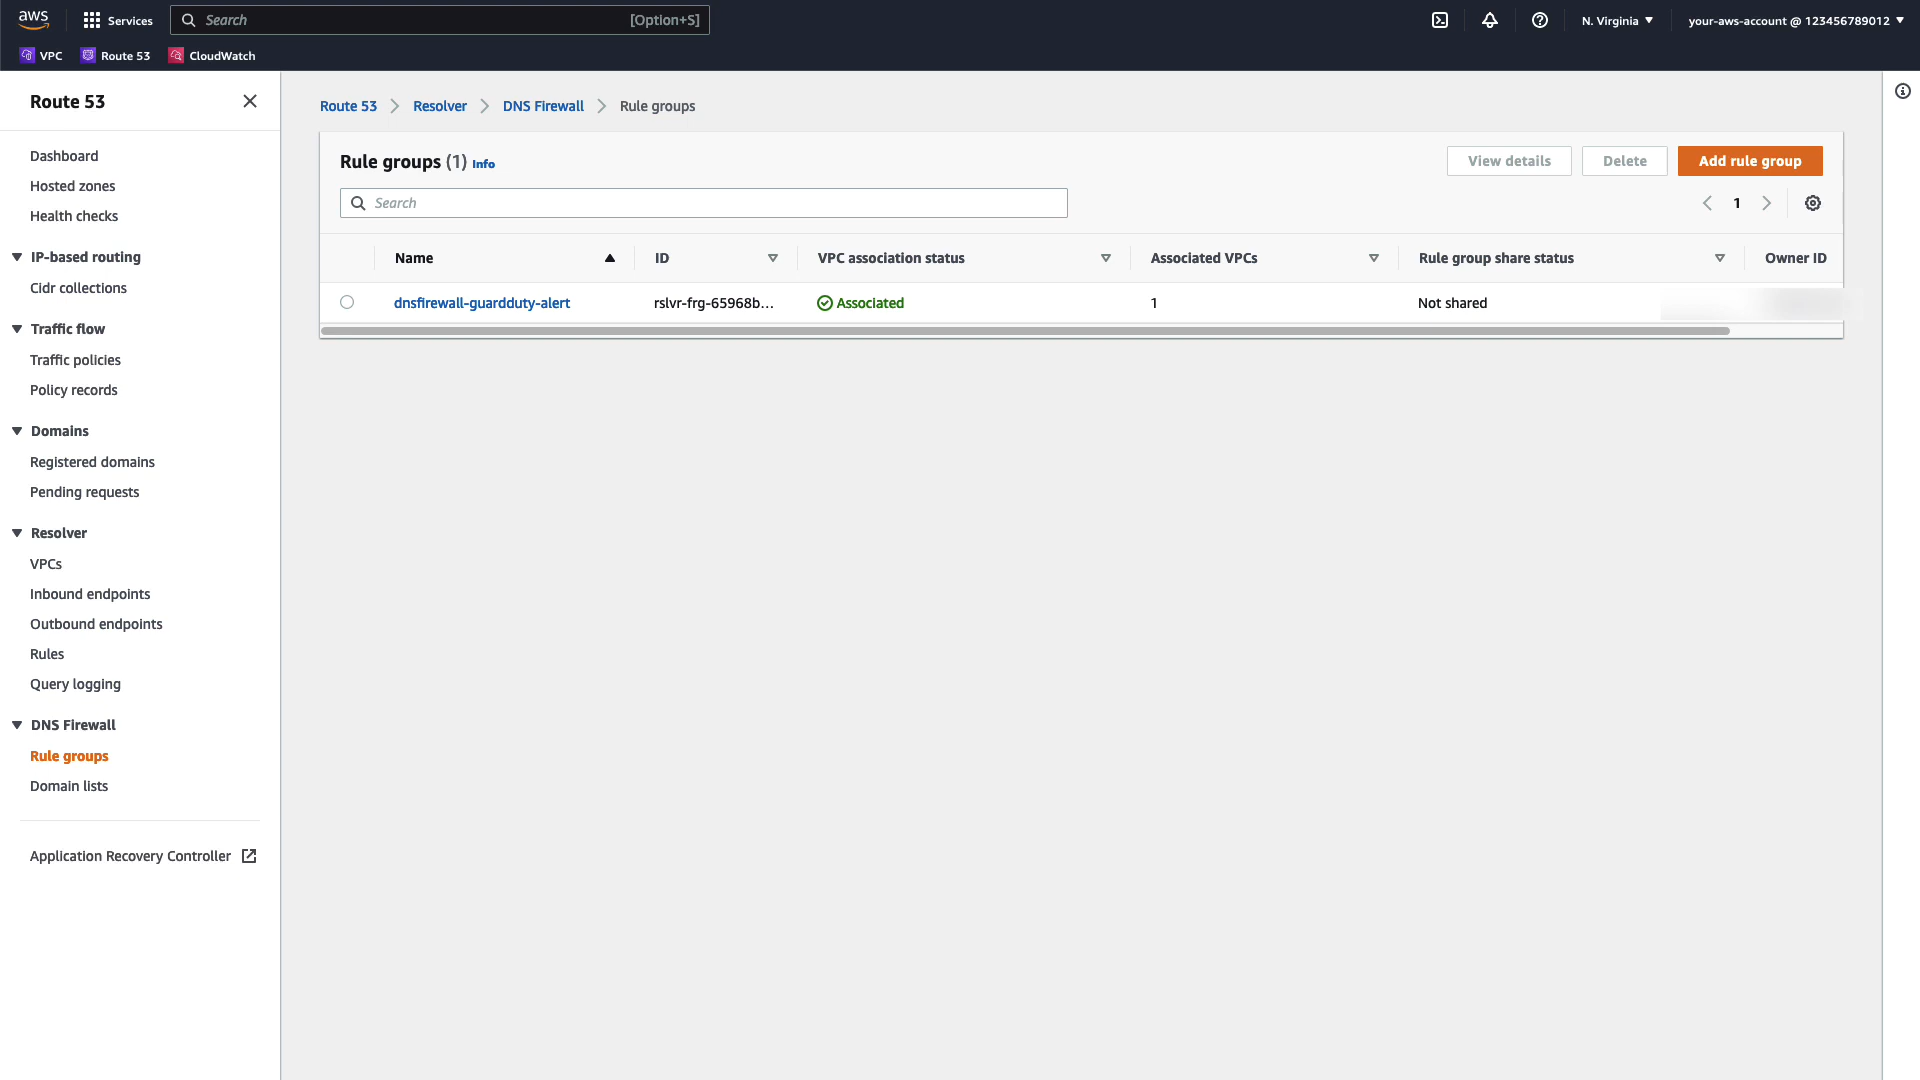 aws
Services
Search [Option+S]
N. Virginia
your-aws-account @ 123456789012
VPC
Route 53
CloudWatch
Route 53
Dashboard
Hosted zones
Health checks
IP-based routing
Cidr collections
Traffic flow
Traffic policies
Policy records
Domains
Registered domains
Pending requests
Resolver
VPCs
Inbound endpoints
Outbound endpoints
Rules
Query logging
DNS Firewall
Rule groups
Domain lists
Application Recovery Controller
Route 53 Resolver DNS Firewall Rule groups
Rule groups (1) Info
View details Delete Add rule group
Search
1
Name ID VPC association status Associated VPCs Rule group share status Owner ID
dnsfirewall-guardduty-alert rslvr-frg-65968b... Associated 1 Not shared